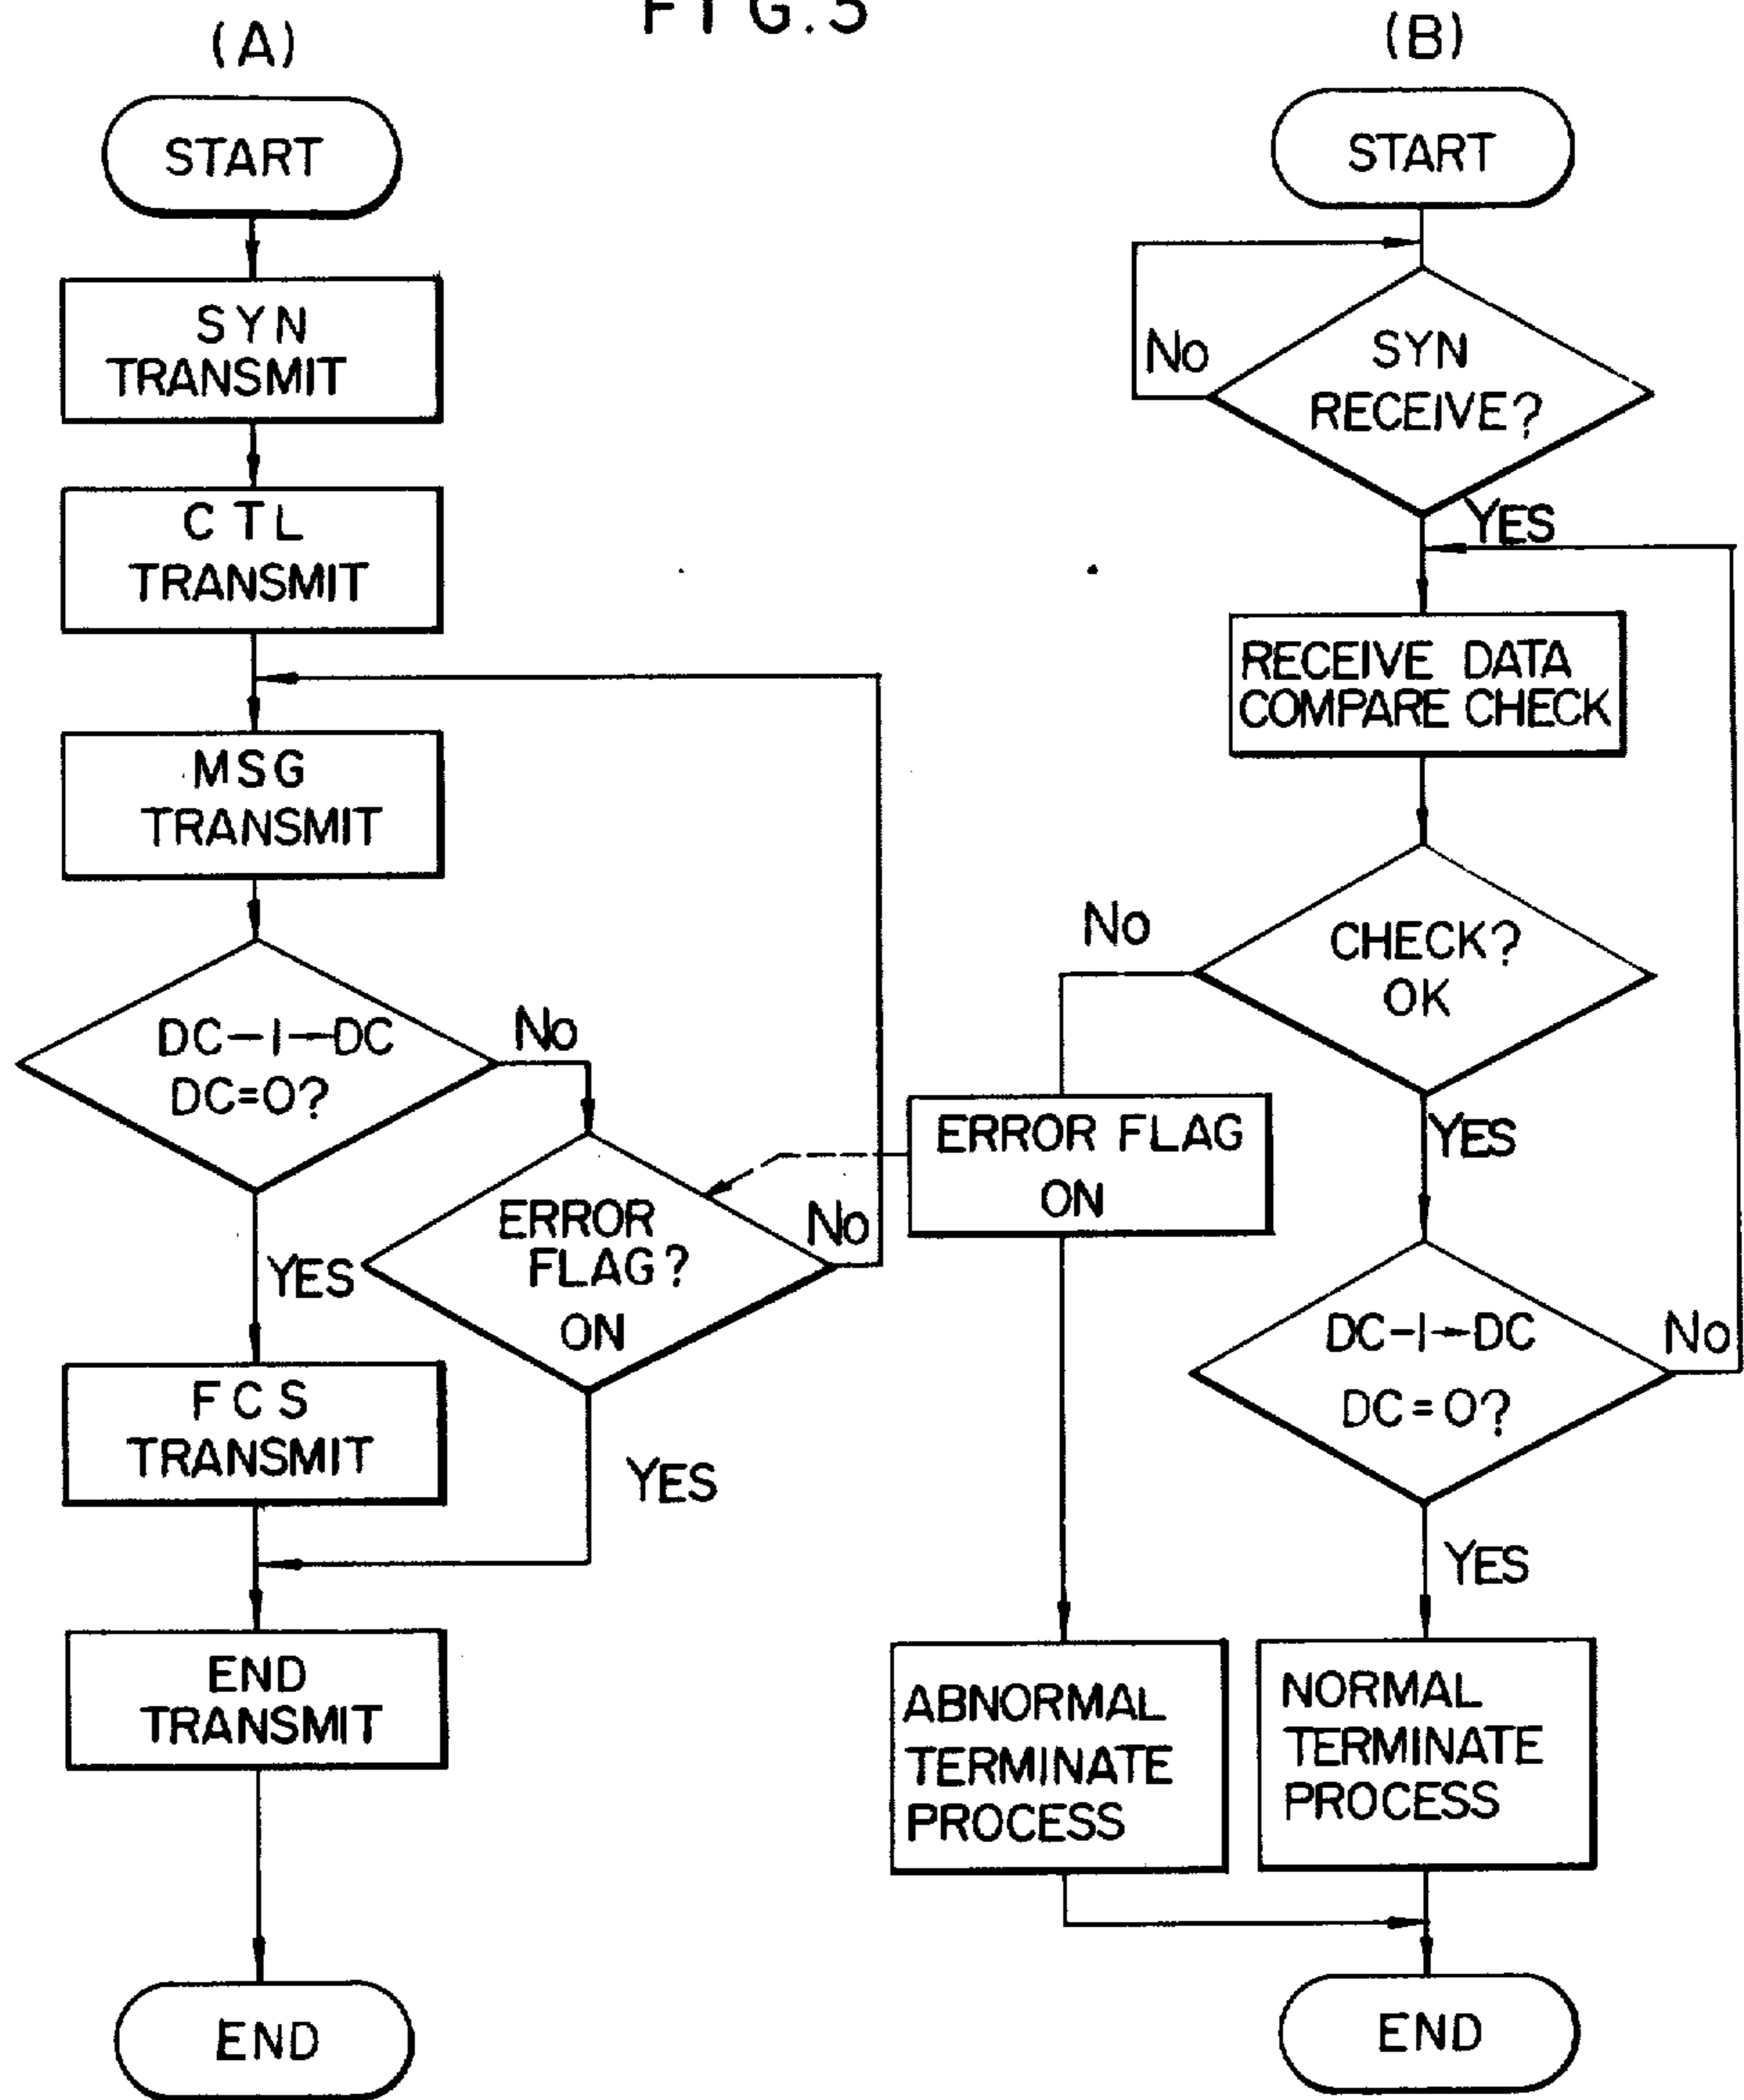 FIG.5
(A)
START
SYN
TRANSMIT
CTL
TRANSMIT
MSG
TRANSMIT
DC-1→DC
DC=0?
No
YES
ERROR
FLAG?
ON
No
YES
FCS
TRANSMIT
END
TRANSMIT
END
(B)
START
SYN
RECEIVE?
No
YES
RECEIVE DATA
COMPARE CHECK
CHECK?
OK
No
YES
ERROR FLAG
ON
DC-1→DC
DC=0?
No
YES
ABNORMAL
TERMINATE
PROCESS
NORMAL
TERMINATE
PROCESS
END